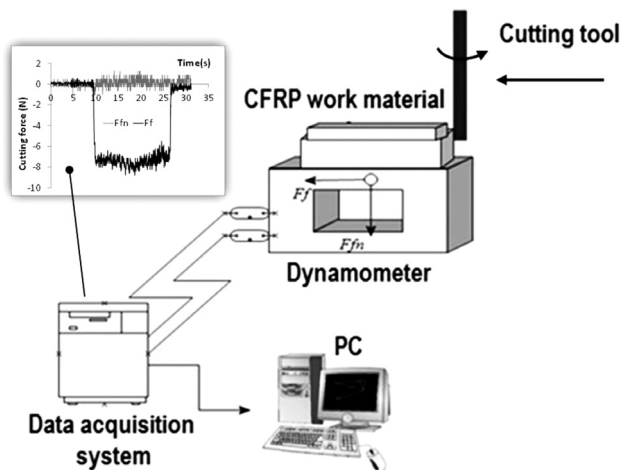 Time(s)
2
0
-2
-4
-6
-8
-10
0 5 10 15 20 25 30 35
Cutting force (N)
Ffn Ff
Cutting tool
CFRP work material
Ff
Ffn
Dynamometer
PC
Data acquisition
system